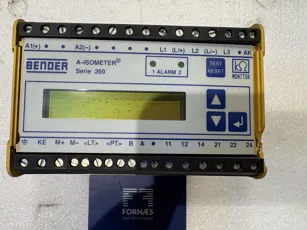 A1(+) A2(–) L1 (L/+) L2 (L/–) L3 AK
BENDER
A-ISOMETER®
Serie 260
1 ALARM 2
TEST
RESET
Ω
MONITOR
KE M+ M– <LT> <PT> B A 11 12 14 21 22 24
FORNÆS